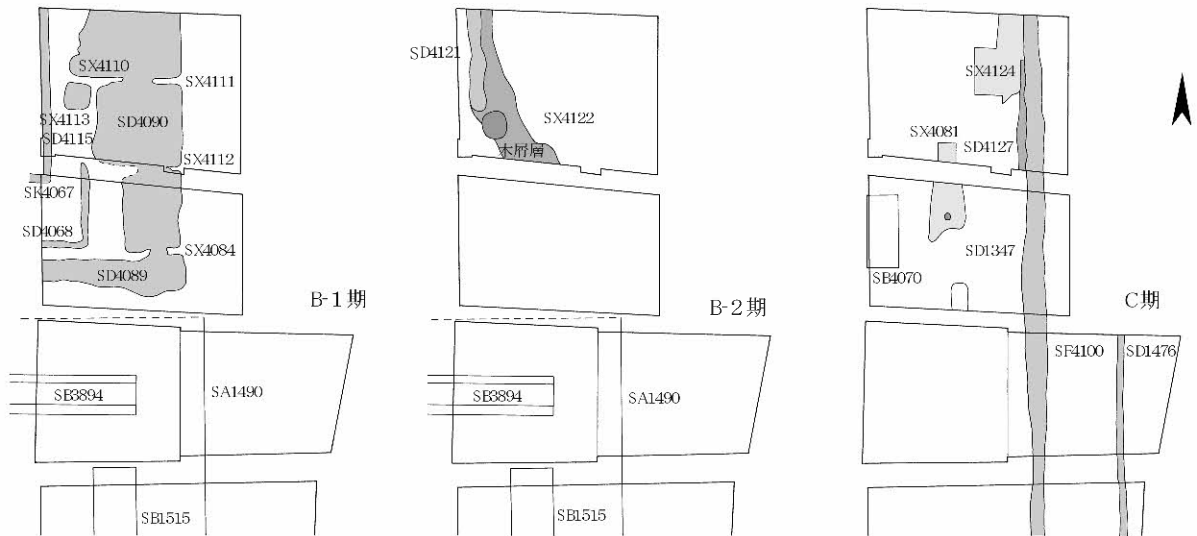 SX4110
SX4111
SX4113
SD4090
SD4115
SX4112
SK4067
SD4068
SX4084
SD4089
B-1期
SB3894
SA1490
SB1515
SD4121
SX4122
木屑層
B-2期
SB3894
SA1490
SB1515
SX4124
SX4081
SD4127
SD1347
SB4070
C期
SF4100
SD1476